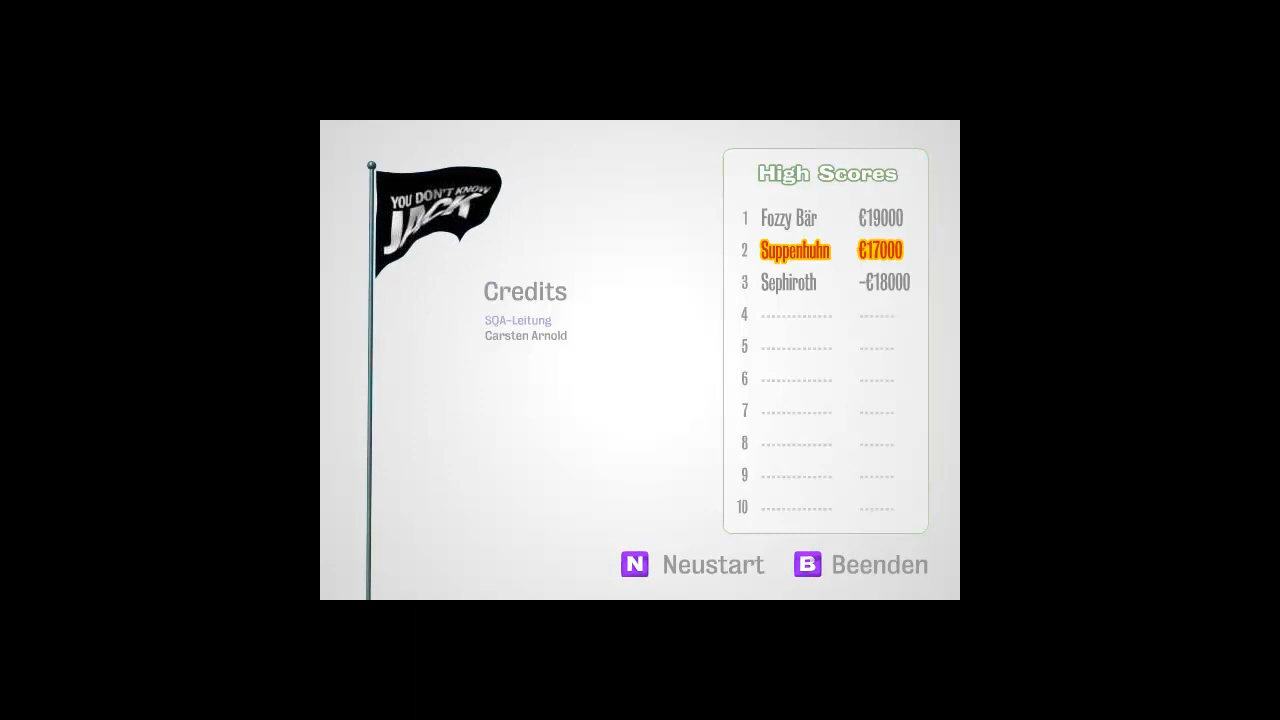 YOU DON'T KNOW
JACK
Credits
SQA-Leitung
Carsten Arnold
High Scores
1 Fozzy Bär €19000
2 Suppenhuhn €17000
3 Sephiroth -€18000
4 -------------- -------
5 -------------- -------
6 -------------- -------
7 -------------- -------
8 -------------- -------
9 -------------- -------
10 -------------- -------
N Neustart B Beenden